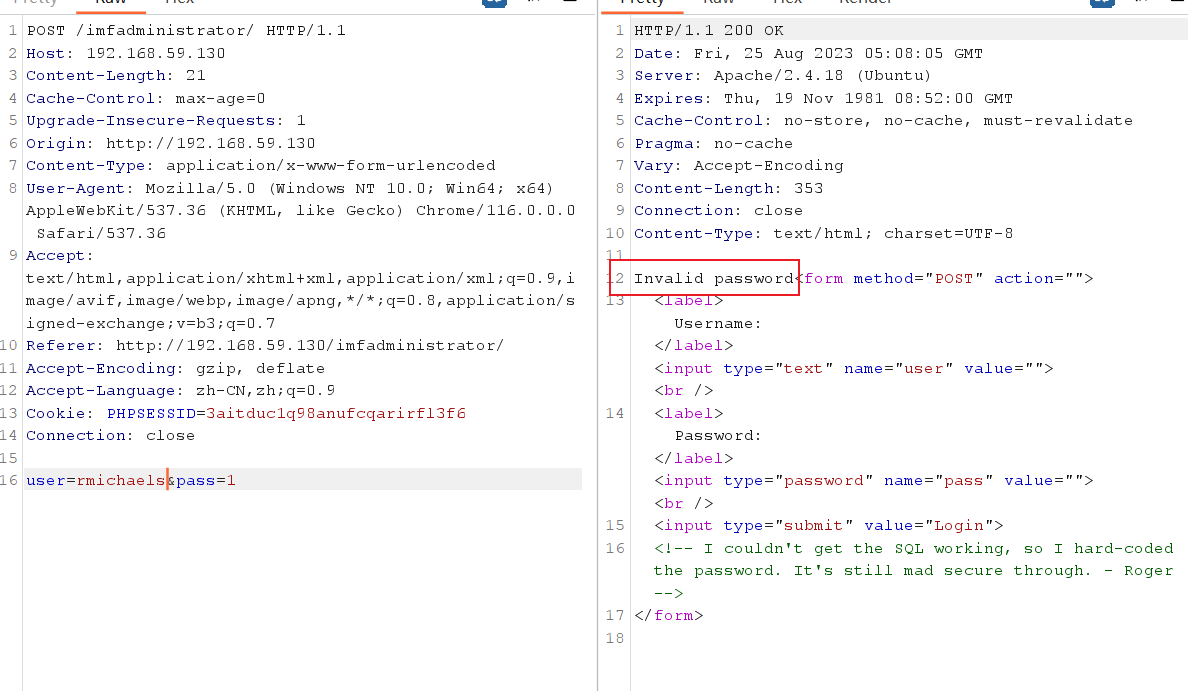 Pretty Raw Hex
1 POST /imfadministrator/ HTTP/1.1
2 Host: 192.168.59.130
3 Content-Length: 21
4 Cache-Control: max-age=0
5 Upgrade-Insecure-Requests: 1
6 Origin: http://192.168.59.130
7 Content-Type: application/x-www-form-urlencoded
8 User-Agent: Mozilla/5.0 (Windows NT 10.0; Win64; x64)
AppleWebKit/537.36 (KHTML, like Gecko) Chrome/116.0.0.0
Safari/537.36
9 Accept:
text/html,application/xhtml+xml,application/xml;q=0.9,i
mage/avif,image/webp,image/apng,*/*;q=0.8,application/s
igned-exchange;v=b3;q=0.7
10 Referer: http://192.168.59.130/imfadministrator/
11 Accept-Encoding: gzip, deflate
12 Accept-Language: zh-CN,zh;q=0.9
13 Cookie: PHPSESSID=3aitduc1q98anufcqarirfl3f6
14 Connection: close
15
16 user=rmichaels&pass=1
Pretty Raw Hex Render
1 HTTP/1.1 200 OK
2 Date: Fri, 25 Aug 2023 05:08:05 GMT
3 Server: Apache/2.4.18 (Ubuntu)
4 Expires: Thu, 19 Nov 1981 08:52:00 GMT
5 Cache-Control: no-store, no-cache, must-revalidate
6 Pragma: no-cache
7 Vary: Accept-Encoding
8 Content-Length: 353
9 Connection: close
10 Content-Type: text/html; charset=UTF-8
11
12 Invalid password<form method="POST" action="">
13 <label>
Username:
</label>
<input type="text" name="user" value="">
<br />
14 <label>
Password:
</label>
<input type="password" name="pass" value="">
<br />
15 <input type="submit" value="Login">
16 <!-- I couldn't get the SQL working, so I hard-coded
the password. It's still mad secure through. - Roger
-->
17 </form>
18